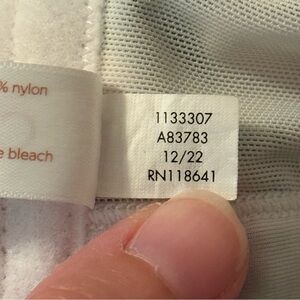 % nylon
e bleach
1133307
A83783
12/22
RN118641